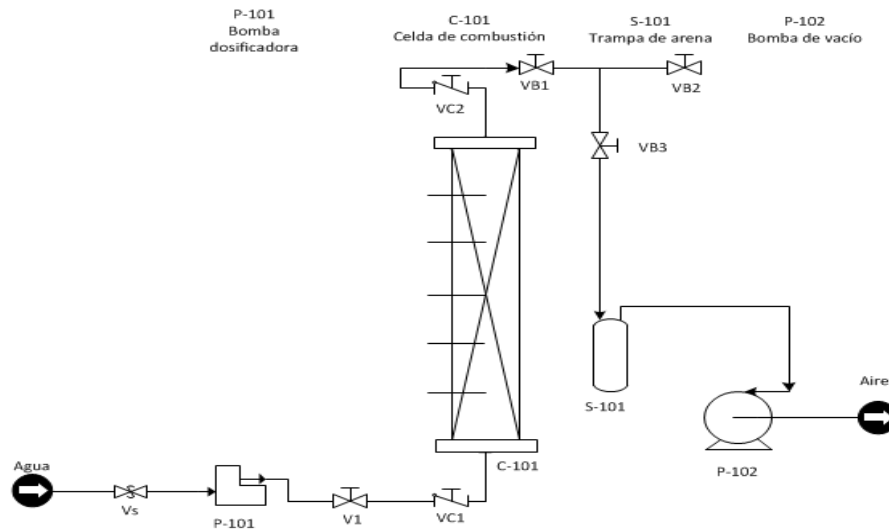 P-101
Bomba
dosificadora
C-101
Celda de combustión
S-101
Trampa de arena
P-102
Bomba de vacío
VC2
VB1
VB2
VB3
S-101
Aire
P-102
Agua
Vs
P-101
V1
VC1
C-101